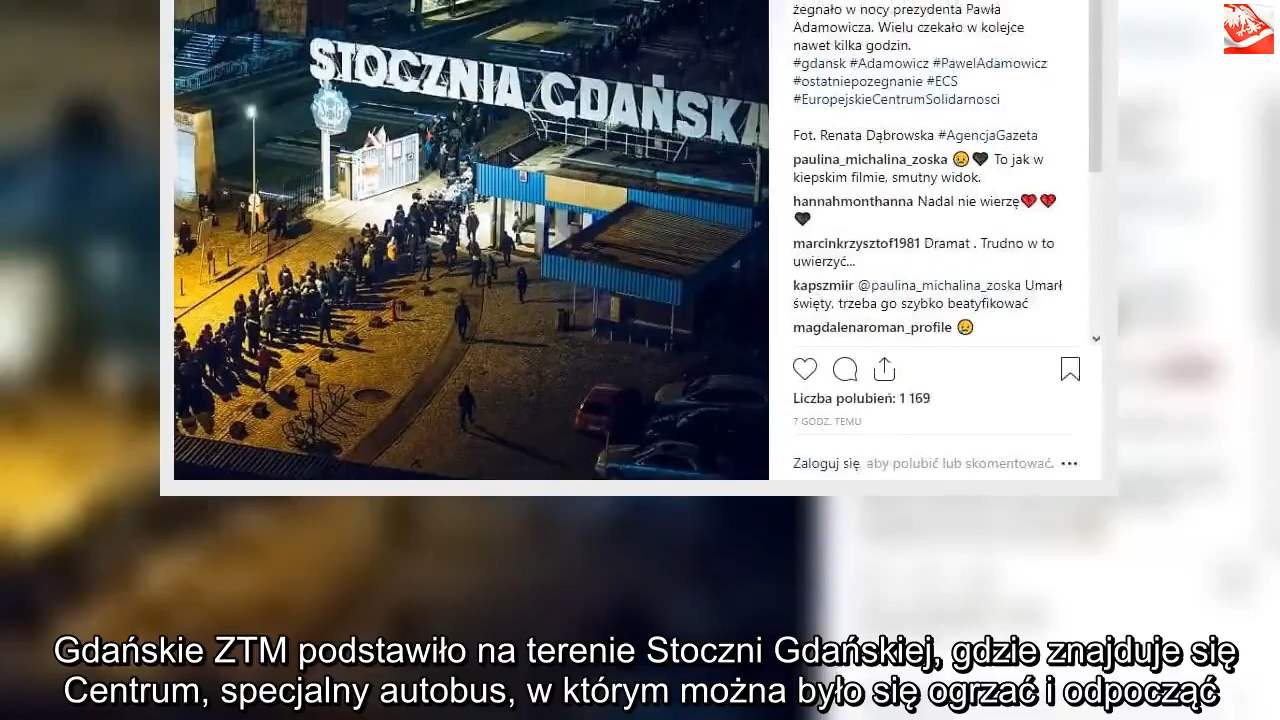 żegnało w nocy prezydenta Pawła
Adamowicza. Wielu czekało w kolejce
nawet kilka godzin.
#gdansk #Adamowicz #PawelAdamowicz
#ostatniepozegnanie #ECS
#EuropejskieCentrumSolidarnosci
Fot. Renata Dąbrowska #AgencjaGazeta
paulina_michalina_zoska 😢🖤 To jak w
kiepskim filmie, smutny widok.
hannahmonthanna Nadal nie wierzę💔💔
🖤
marcinkrzysztof1981 Dramat . Trudno w to
uwierzyć...
kapszmiir @paulina_michalina_zoska Umarł
święty. trzeba go szybko beatyfikować
magdalenaroman_profile 😢
Liczba polubień: 1 169
7 GODZ. TEMU
Zaloguj się, aby polubić lub skomentować.
STOCZNIA GDAŃSKA
Gdańskie ZTM podstawiło na terenie Stoczni Gdańskiej, gdzie znajduje się
Centrum, specjalny autobus, w którym można było się ogrzać i odpocząć